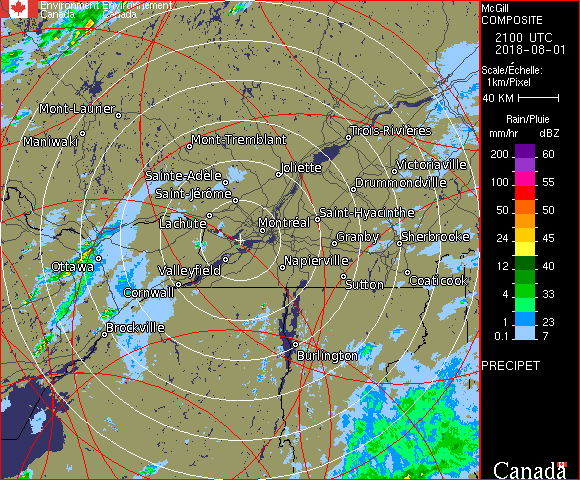 Environment Environnement
Canada Canada
Mont-Laurier
Maniwaki
Mont-Tremblant
Trois-Rivières
Sainte-Adèle
Joliette
Victoriaville
Saint-Jérôme
Drummondville
Lachute
Montréal
Saint-Hyacinthe
Granby
Sherbrooke
Ottawa
Valleyfield
Napierville
Cornwall
Sutton
Coaticook
Brockville
Burlington
McGill
COMPOSITE
2100 UTC
2018-08-01
Scale/Échelle:
1km/Pixel
40 KM
Rain/Pluie
mm/hr dBZ
200 60
150 57
100 55
50 50
24 45
12 40
4 33
1 23
0.1 7
PRECIPET
Canada